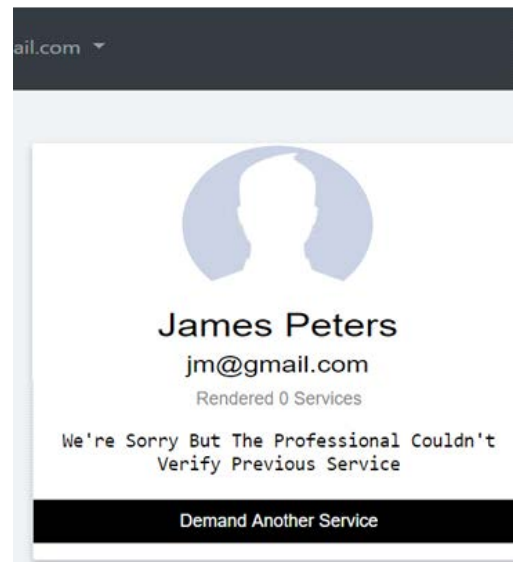 ail.com
James Peters
jm@gmail.com
Rendered 0 Services
We're Sorry But The Professional Couldn't
Verify Previous Service
Demand Another Service